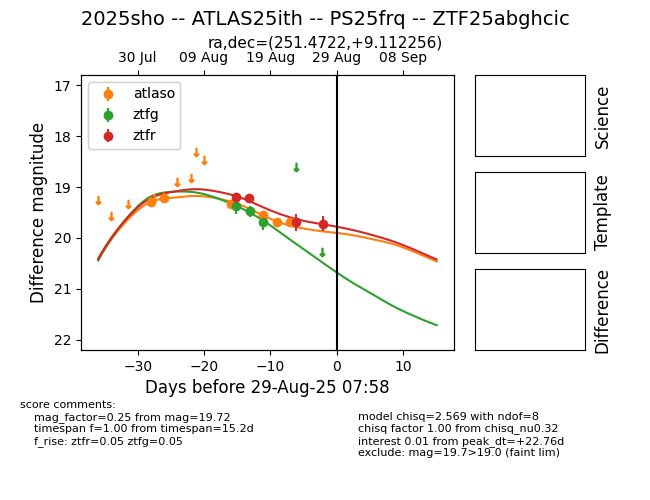 2025sho -- ATLAS25ith -- PS25frq -- ZTF25abghcic
ra,dec=(251.4722,+9.112256)
30 Jul 09 Aug 19 Aug 29 Aug 08 Sep
17
18
19
20
21
22
Difference magnitude
atlaso
ztfg
ztfr
−30 −20 −10 0 10
Days before 29-Aug-25 07:58
Science
Template
Difference
score comments:
mag_factor=0.25 from mag=19.72
timespan f=1.00 from timespan=15.2d
f_rise: ztfr=0.05 ztfg=0.05
model chisq=2.569 with ndof=8
chisq factor 1.00 from chisq_nu0.32
interest 0.01 from peak_dt=+22.76d
exclude: mag=19.7>19.0 (faint lim)